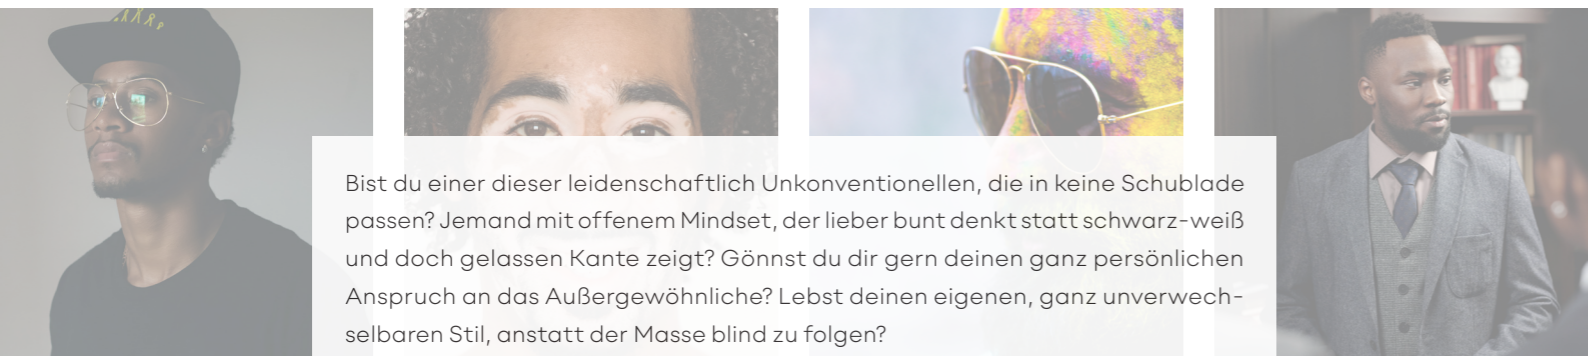 Bist du einer dieser leidenschaftlich Unkonventionellen, die in keine Schublade
passen? Jemand mit offenem Mindset, der lieber bunt denkt statt schwarz-weiß
und doch gelassen Kante zeigt? Gönnst du dir gern deinen ganz persönlichen
Anspruch an das Außergewöhnliche? Lebst deinen eigenen, ganz unverwech-
selbaren Stil, anstatt der Masse blind zu folgen?